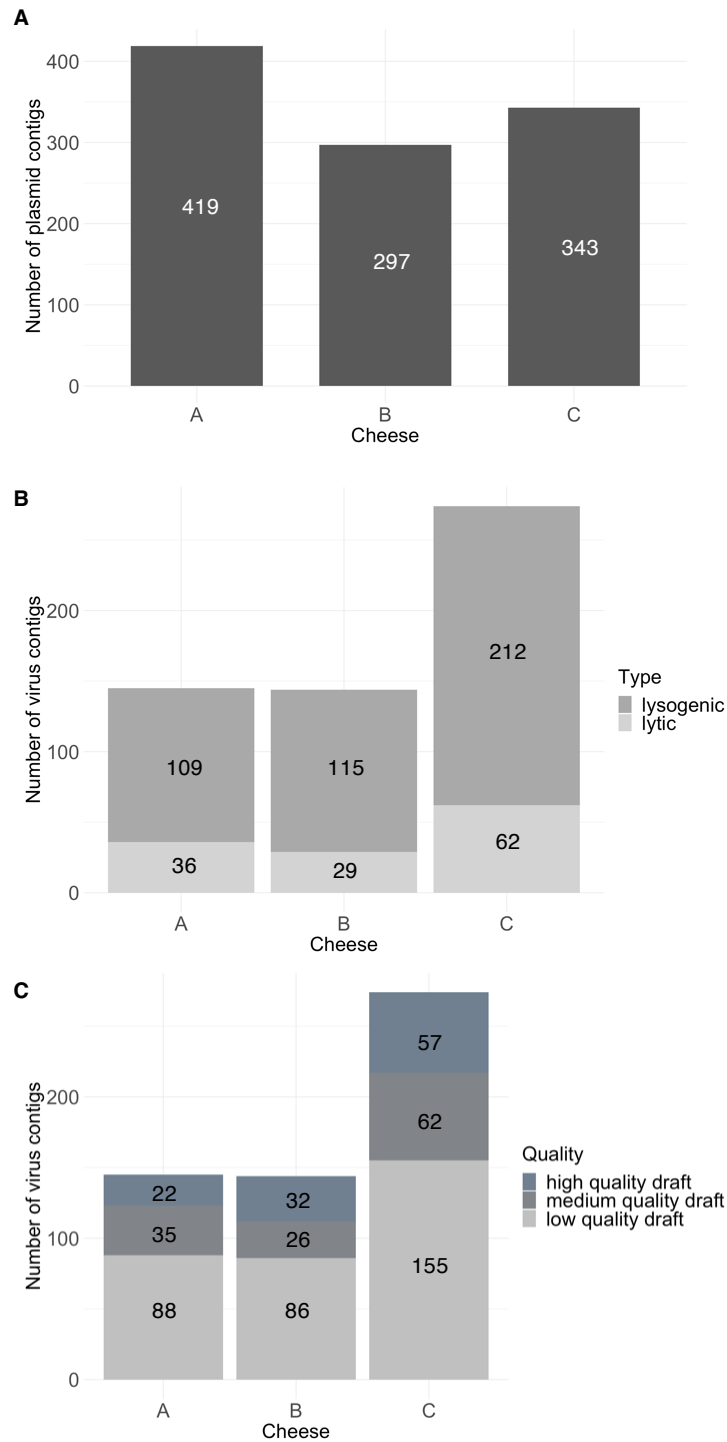 A
Number of plasmid contigs
400
300
200
100
0
419
297
343
A B C
Cheese
B
Number of virus contigs
200
100
0
109
115
212
36
29
62
A B C
Cheese
Type
lysogenic
lytic
C
Number of virus contigs
200
100
0
22
32
57
35
26
62
88
86
155
A B C
Cheese
Quality
high quality draft
medium quality draft
low quality draft